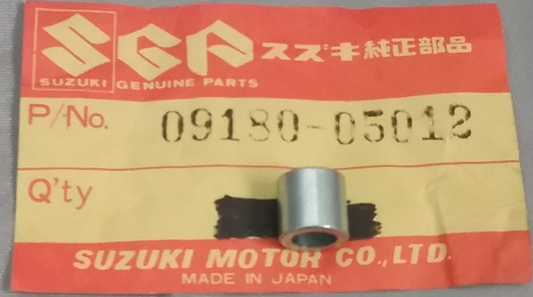 SGP スズキ純正部品
SUZUKI GENUINE PARTS
P/No. 09180-05012
Q'ty
SUZUKI MOTOR CO.,LTD.
MADE IN JAPAN